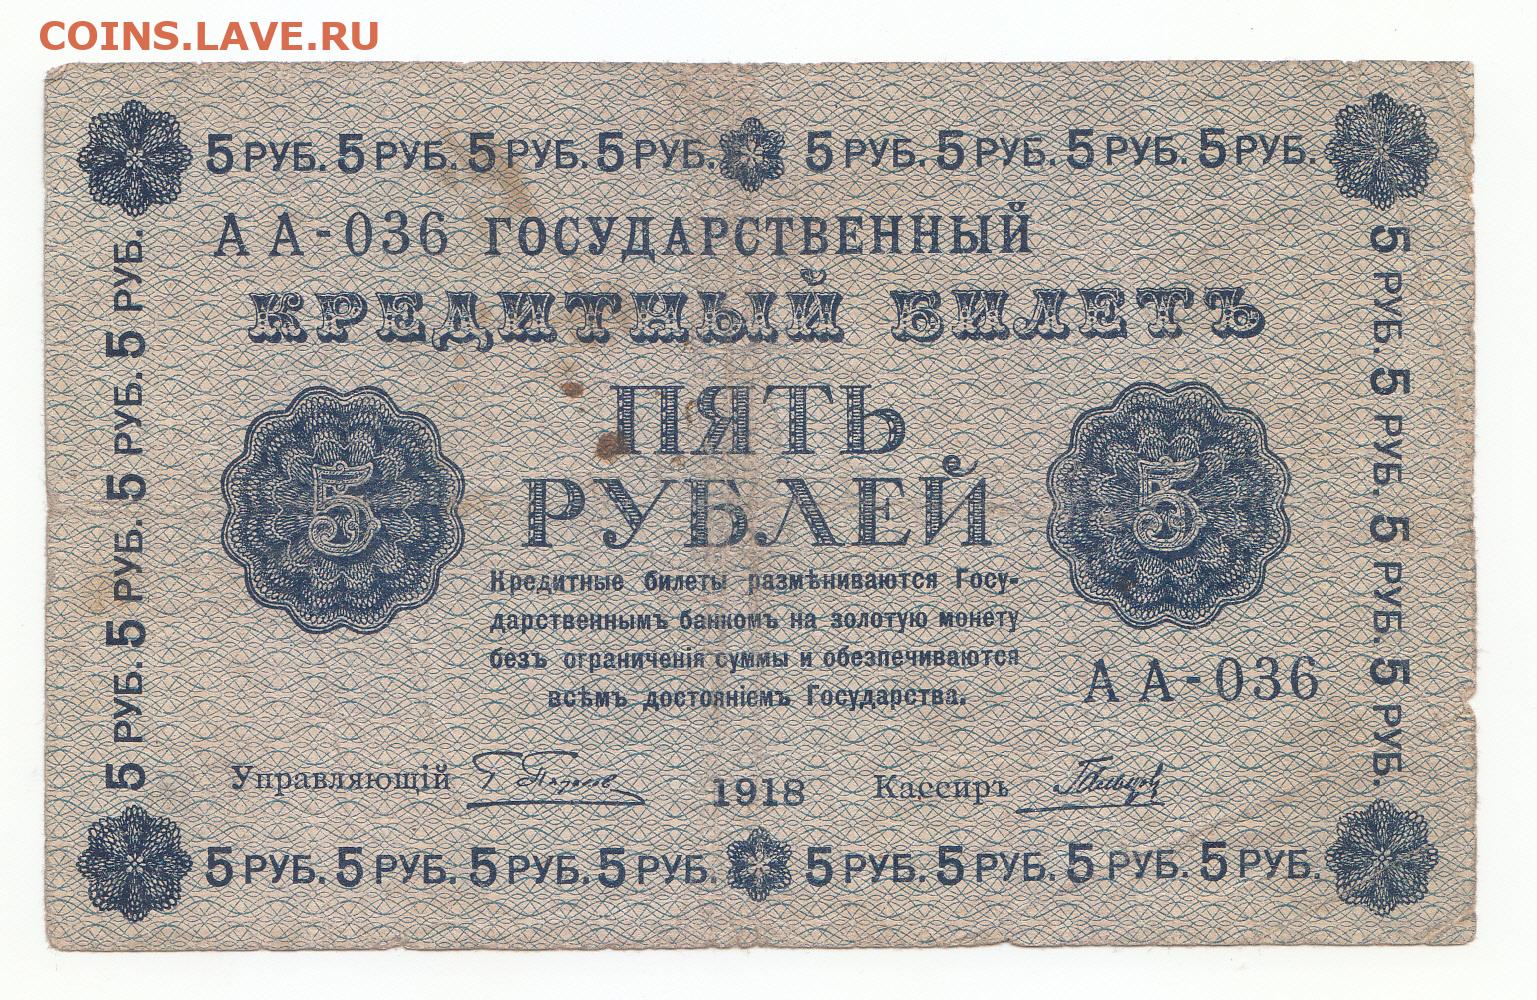 COINS.LAVE.RU
5 РУБ. 5 РУБ. 5 РУБ. 5 РУБ. 5 РУБ. 5 РУБ. 5 РУБ. 5 РУБ.
АА-036 ГОСУДАРСТВЕННЫЙ
КРЕДИТНЫЙ БИЛЕТЪ
5 ПЯТЬ 5
РУБЛЕЙ
Кредитные билеты размѣниваются Госу-
дарственнымъ банкомъ на золотую монету
безъ ограниченія суммы и обезпечиваются
всѣмъ достояніемъ Государства.
АА-036
Управляющій 1918 Кассиръ
5 РУБ. 5 РУБ. 5 РУБ. 5 РУБ. 5 РУБ. 5 РУБ. 5 РУБ. 5 РУБ.
5 РУБ. 5 РУБ. 5 РУБ. 5 РУБ.
5 РУБ. 5 РУБ. 5 РУБ. 5 РУБ.